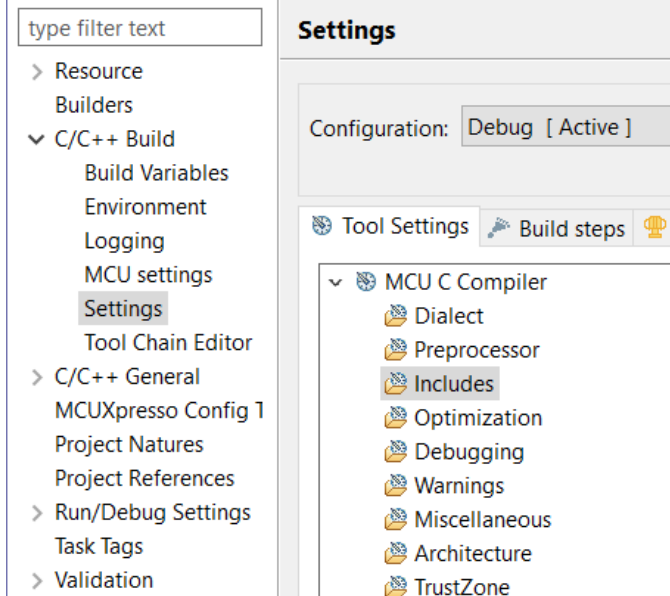 type filter text
Resource
Builders
C/C++ Build
Build Variables
Environment
Logging
MCU settings
Settings
Tool Chain Editor
C/C++ General
MCUXpresso Config T
Project Natures
Project References
Run/Debug Settings
Task Tags
Validation
Settings
Configuration: Debug [ Active ]
Tool Settings Build steps
MCU C Compiler
Dialect
Preprocessor
Includes
Optimization
Debugging
Warnings
Miscellaneous
Architecture
TrustZone